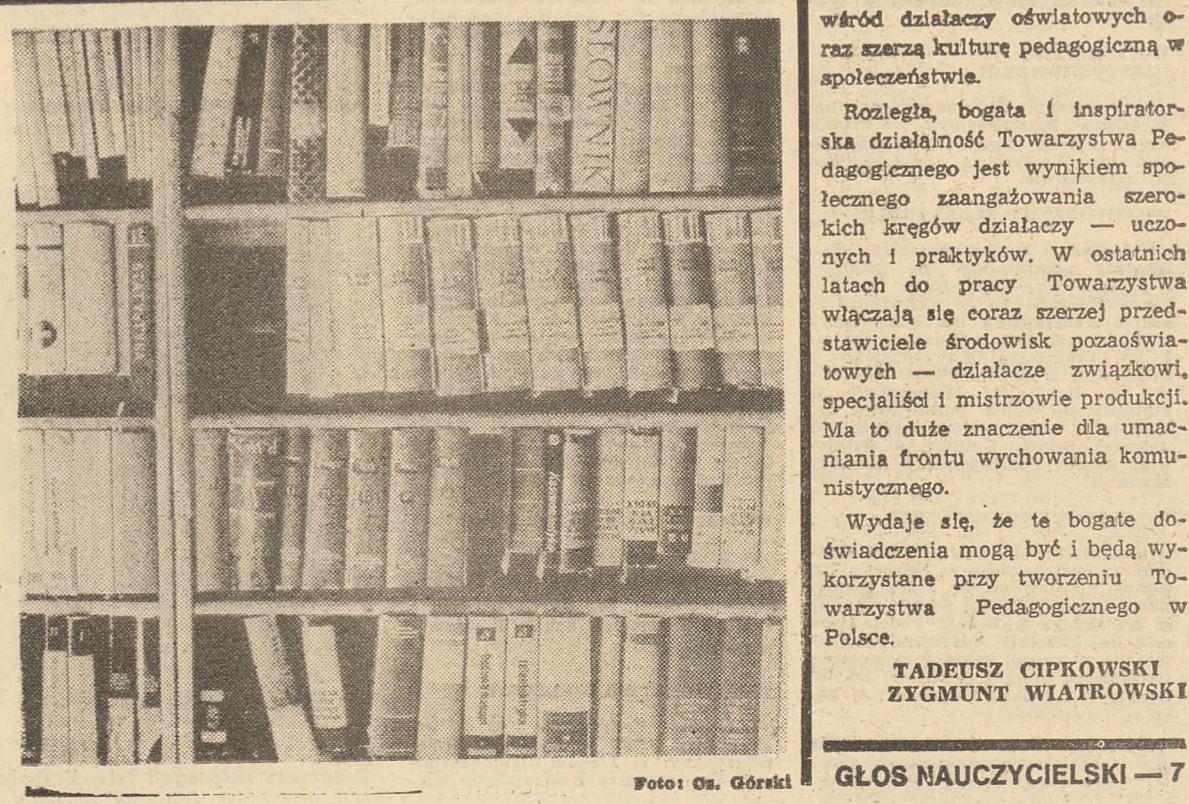 SŁOWNIK
Foto: Cz. Górski
wśród działaczy oświatowych o-
raz szerzą kulturę pedagogiczną w
społeczeństwie.
Rozległa, bogata i inspirator-
ska działalność Towarzystwa Pe-
dagogicznego jest wynikiem spo-
łecznego zaangażowania szero-
kich kręgów działaczy — uczo-
nych i praktyków. W ostatnich
latach do pracy Towarzystwa
włączają się coraz szerzej przed-
stawiciele środowisk pozaoświa-
towych — działacze związkowi,
specjaliści i mistrzowie produkcji.
Ma to duże znaczenie dla umac-
niania frontu wychowania komu-
nistycznego.
Wydaje się, że te bogate do-
świadczenia mogą być i będą wy-
korzystane przy tworzeniu To-
warzystwa Pedagogicznego w
Polsce.
TADEUSZ CIPKOWSKI
ZYGMUNT WIATROWSKI
GŁOS NAUCZYCIELSKI — 7